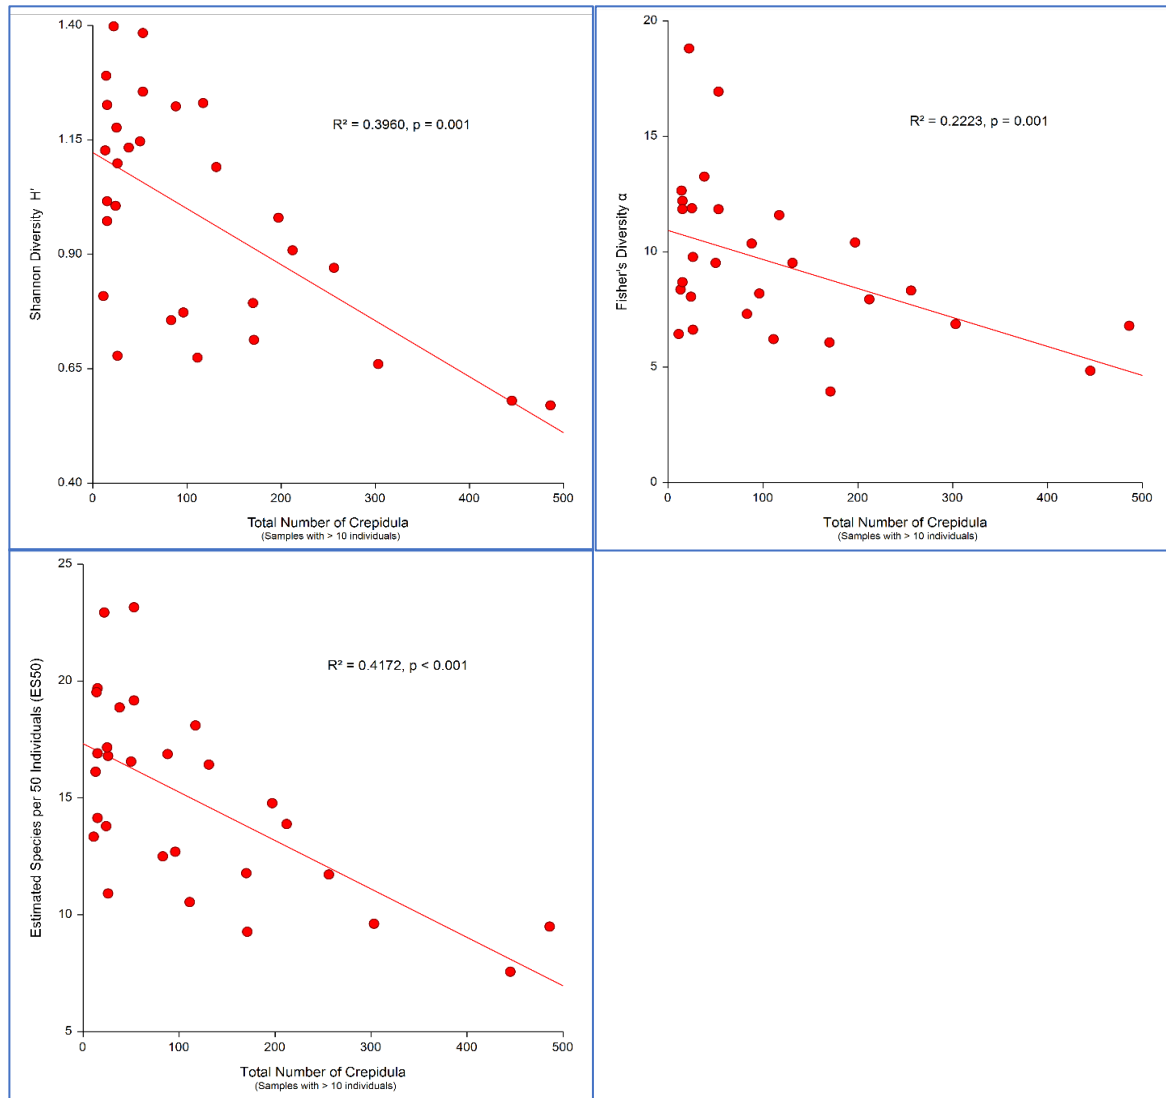 1.40
1.15
0.90
0.65
0.40
Shannon Diversity H'
R² = 0.3960, p = 0.001
0 100 200 300 400 500
Total Number of Crepidula
(Samples with > 10 individuals)
20
15
10
5
0
Fisher's Diversity α
R² = 0.2223, p = 0.001
0 100 200 300 400 500
Total Number of Crepidula
(Samples with > 10 individuals)
25
20
15
10
5
Estimated Species per 50 Individuals (ES50)
R² = 0.4172, p < 0.001
0 100 200 300 400 500
Total Number of Crepidula
(Samples with > 10 individuals)